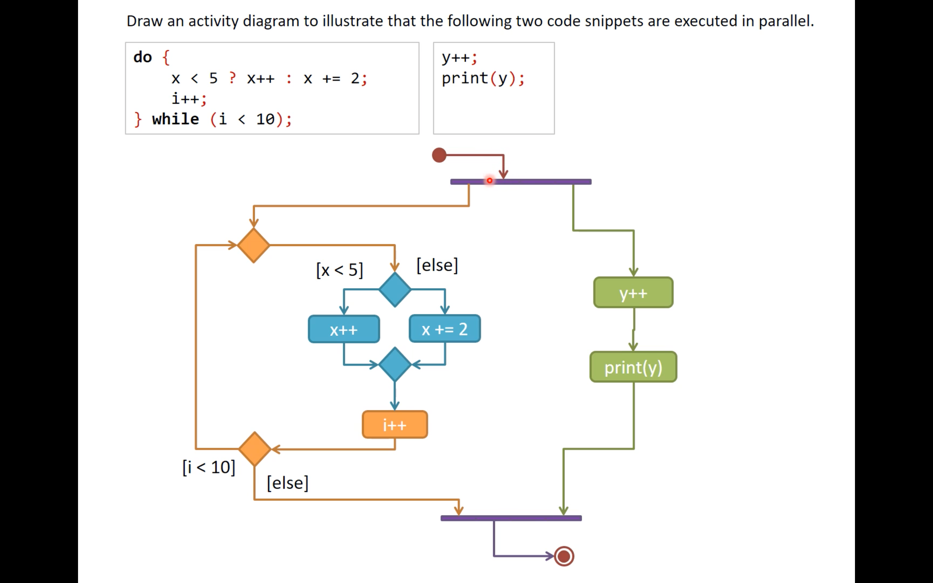 Draw an activity diagram to illustrate that the following two code snippets are executed in parallel.
do {
x < 5 ? x++ : x += 2;
i++;
} while (i < 10);
y++;
print(y);
[x < 5]
[else]
x++
x += 2
i++
[i < 10]
[else]
y++
print(y)